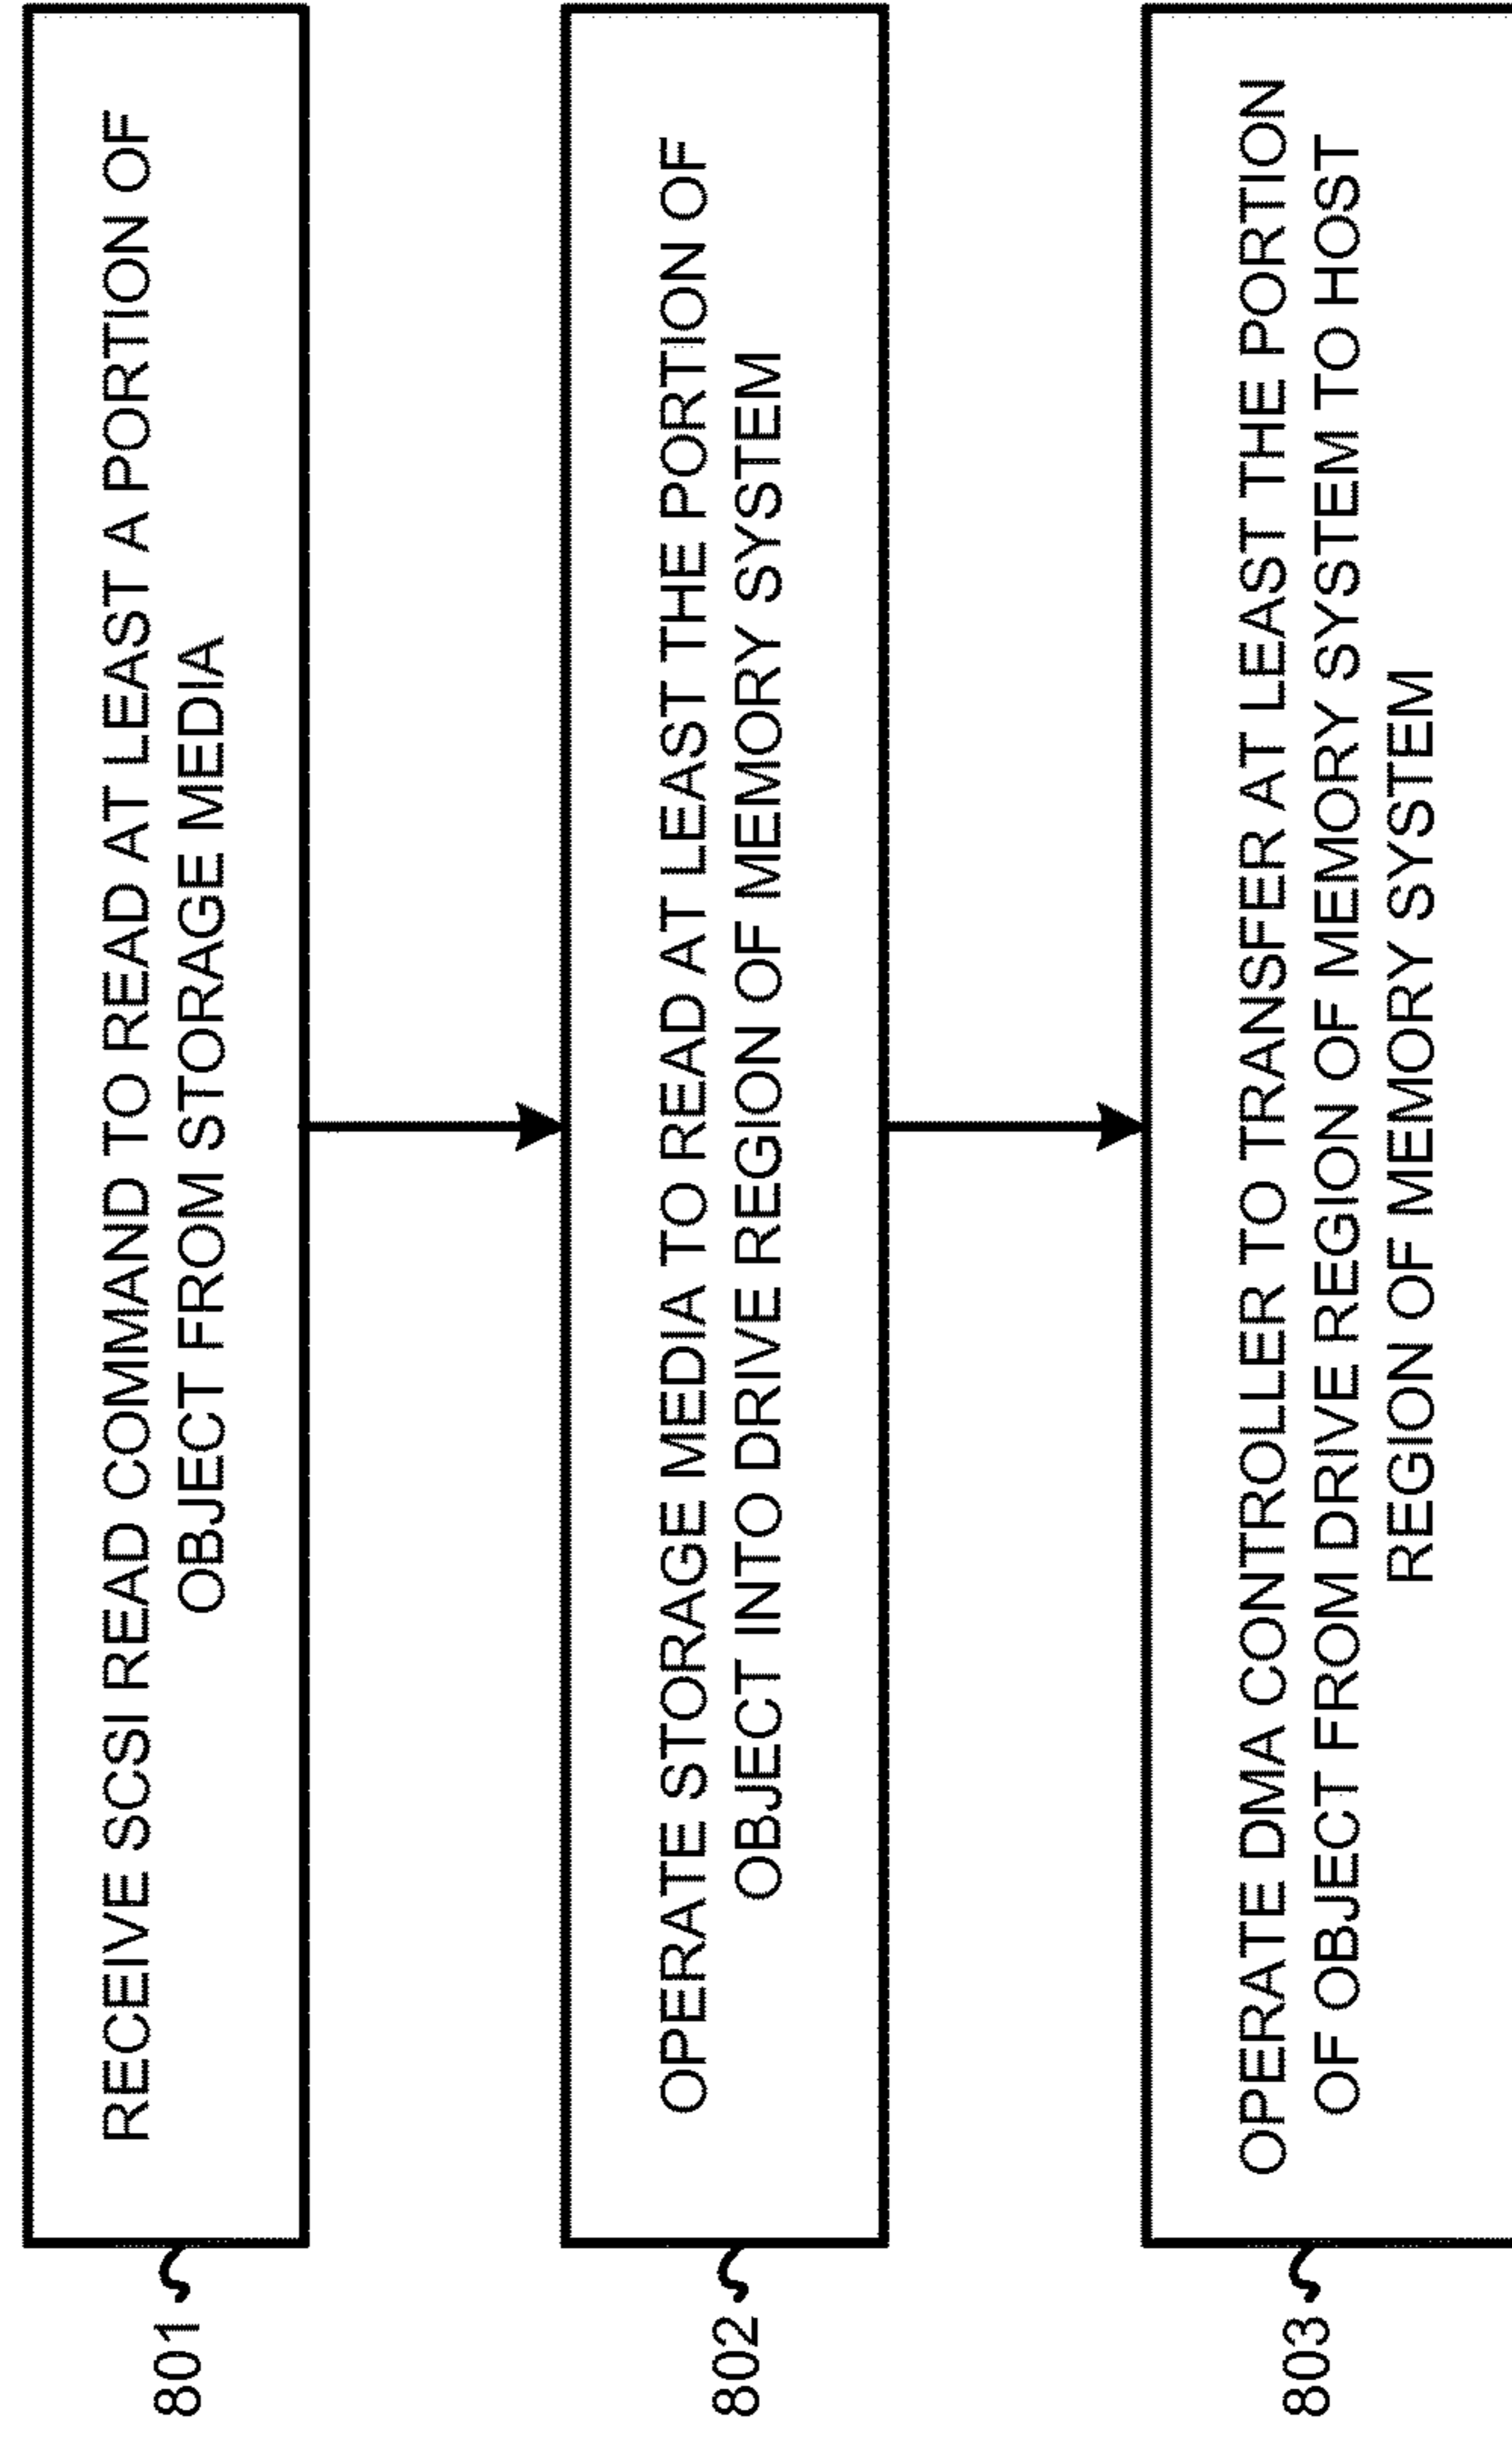 801
RECEIVE SCSI READ COMMAND TO READ AT LEAST A PORTION OF
OBJECT FROM STORAGE MEDIA
802
OPERATE STORAGE MEDIA TO READ AT LEAST THE PORTION OF
OBJECT INTO DRIVE REGION OF MEMORY SYSTEM
803
OPERATE DMA CONTROLLER TO TRANSFER AT LEAST THE PORTION
OF OBJECT FROM DRIVE REGION OF MEMORY SYSTEM TO HOST
REGION OF MEMORY SYSTEM